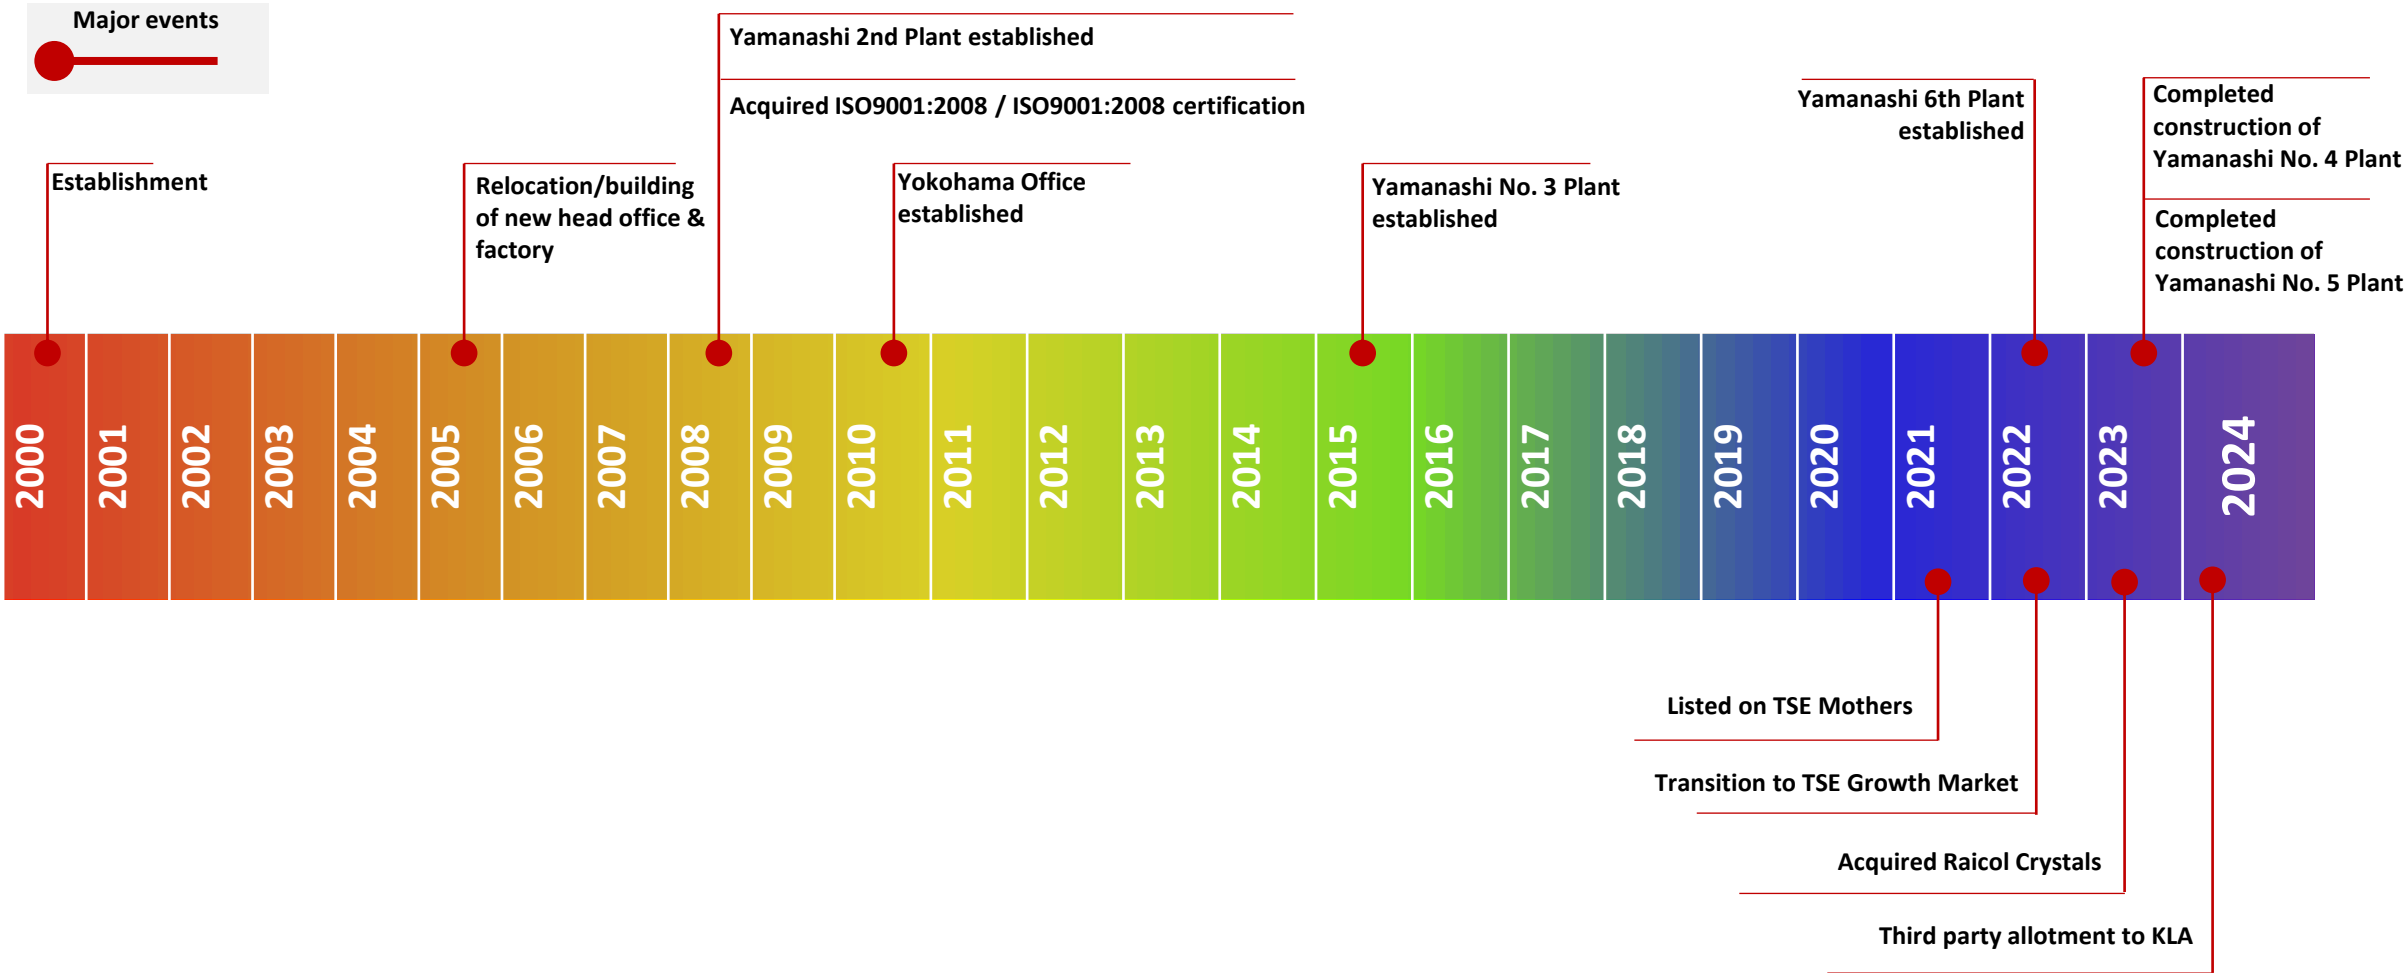 Major events
Yamanashi 2nd Plant established
Acquired ISO9001:2008 / ISO9001:2008 certification
Yamanashi 6th Plant
established
Completed
construction of
Yamanashi No. 4 Plant
Establishment
Relocation/building
of new head office &
factory
Yokohama Office
established
Yamanashi No. 3 Plant
established
Completed
construction of
Yamanashi No. 5 Plant
2000
2001
2002
2003
2004
2005
2006
2007
2008
2009
2010
2011
2012
2013
2014
2015
2016
2017
2018
2019
2020
2021
2022
2023
2024
Listed on TSE Mothers
Transition to TSE Growth Market
Acquired Raicol Crystals
Third party allotment to KLA